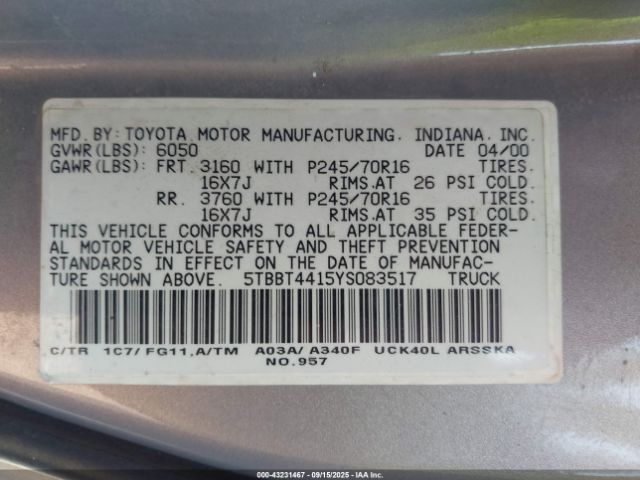 MFD. BY: TOYOTA MOTOR MANUFACTURING, INDIANA, INC.
GVWR(LBS): 6050 DATE 04/00
GAWR(LBS): FRT. 3160 WITH P245/70R16 TIRES.
16X7J RIMS.AT 26 PSI COLD.
RR. 3760 WITH P245/70R16 TIRES.
16X7J RIMS.AT 35 PSI COLD.
THIS VEHICLE CONFORMS TO ALL APPLICABLE FEDER-
AL MOTOR VEHICLE SAFETY AND THEFT PREVENTION
STANDARDS IN EFFECT ON THE DATE OF MANUFAC-
TURE SHOWN ABOVE. 5TBBT4415YS083517 TRUCK
C/TR 1C7/FG11,A/TM A03A/A340F UCK40L ARSSKA
NO.957
000-43231467 - 09/15/2025 - IAA Inc.